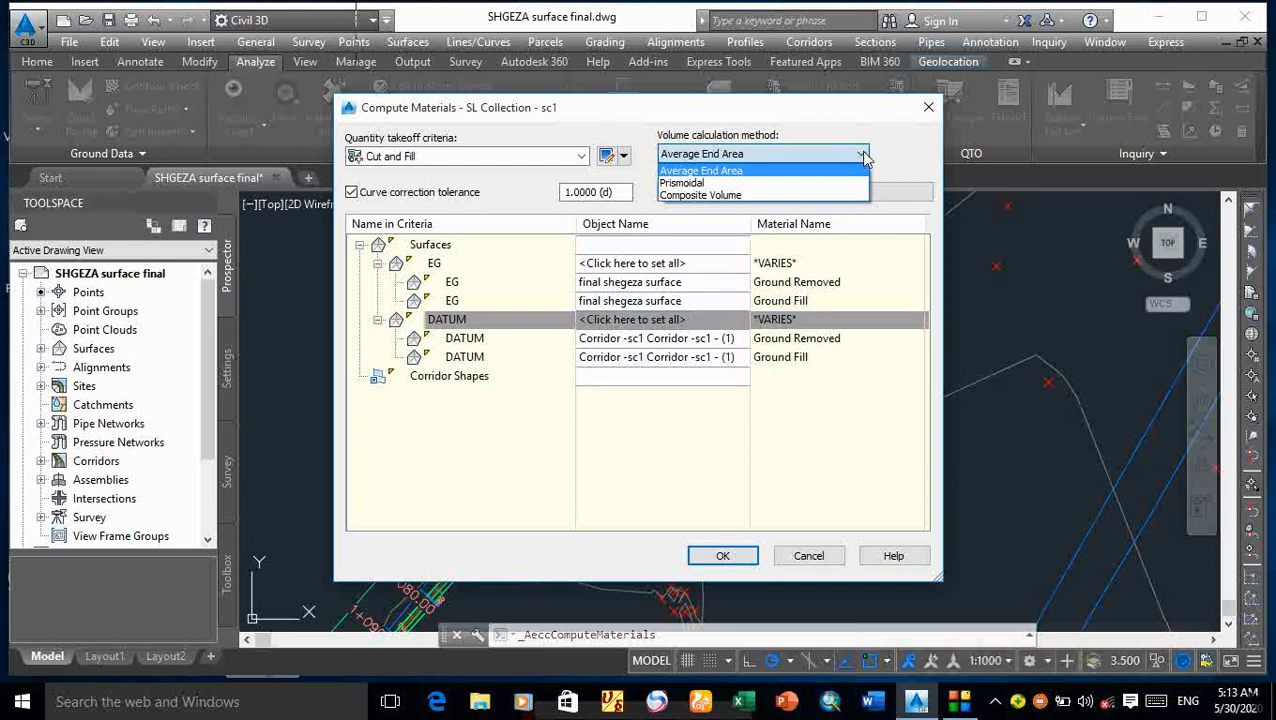 Civil 3D
SHGEZA surface final.dwg
Type a keyword or phrase
Sign In
C3D
File Edit View Insert General Survey Points Surfaces Lines/Curves Parcels Grading Alignments Profiles Corridors Sections Pipes Annotation Inquiry Window Express
Home Insert Annotate Modify Analyze View Manage Output Survey Autodesk 360 Help Add-ins Express Tools Featured Apps BIM 360 Geolocation
Ground Data
QTO
Inquiry
Start
SHGEZA surface final*
[-][Top][2D Wirefr
TOOLSPACE
Active Drawing View
SHGEZA surface final
Points
Point Groups
Point Clouds
Surfaces
Alignments
Sites
Catchments
Pipe Networks
Pressure Networks
Corridors
Assemblies
Intersections
Survey
View Frame Groups
Prospector
Settings
Survey
Toolbox
Compute Materials - SL Collection - sc1
Quantity takeoff criteria:
Cut and Fill
Volume calculation method:
Average End Area
Average End Area
Prismoidal
Composite Volume
Curve correction tolerance
1.0000 (d)
Name in Criteria Object Name Material Name
Surfaces
EG <Click here to set all> *VARIES*
EG final shegeza surface Ground Removed
EG final shegeza surface Ground Fill
DATUM <Click here to set all> *VARIES*
DATUM Corridor -sc1 Corridor -sc1 - (1) Ground Removed
DATUM Corridor -sc1 Corridor -sc1 - (1) Ground Fill
Corridor Shapes
OK Cancel Help
N
W TOP E
S
WCS
Y
X
_AeccComputeMaterials
Model Layout1 Layout2 +
MODEL
1:1000
3.500
Search the web and Windows
ENG
5:13 AM
5/30/2020